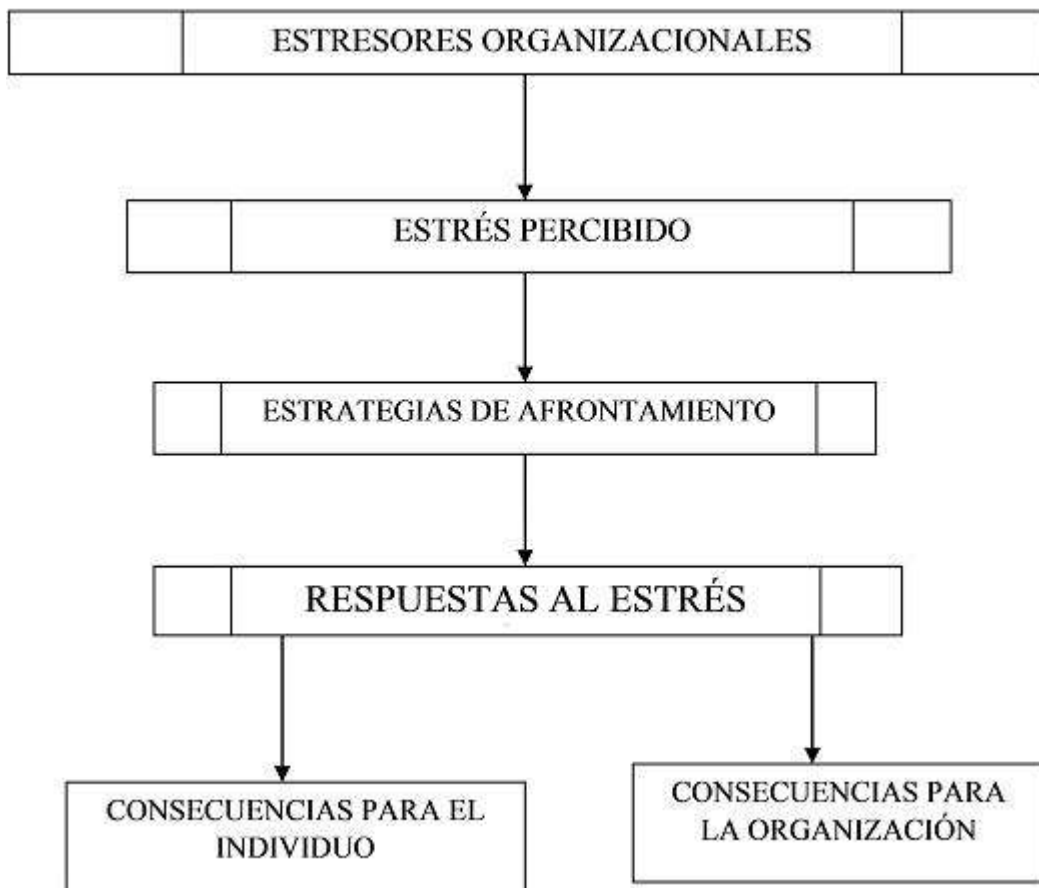 ESTRESORES ORGANIZACIONALES
ESTRÉS PERCIBIDO
ESTRATEGIAS DE AFRONTAMIENTO
RESPUESTAS AL ESTRÉS
CONSECUENCIAS PARA EL
INDIVIDUO
CONSECUENCIAS PARA
LA ORGANIZACIÓN